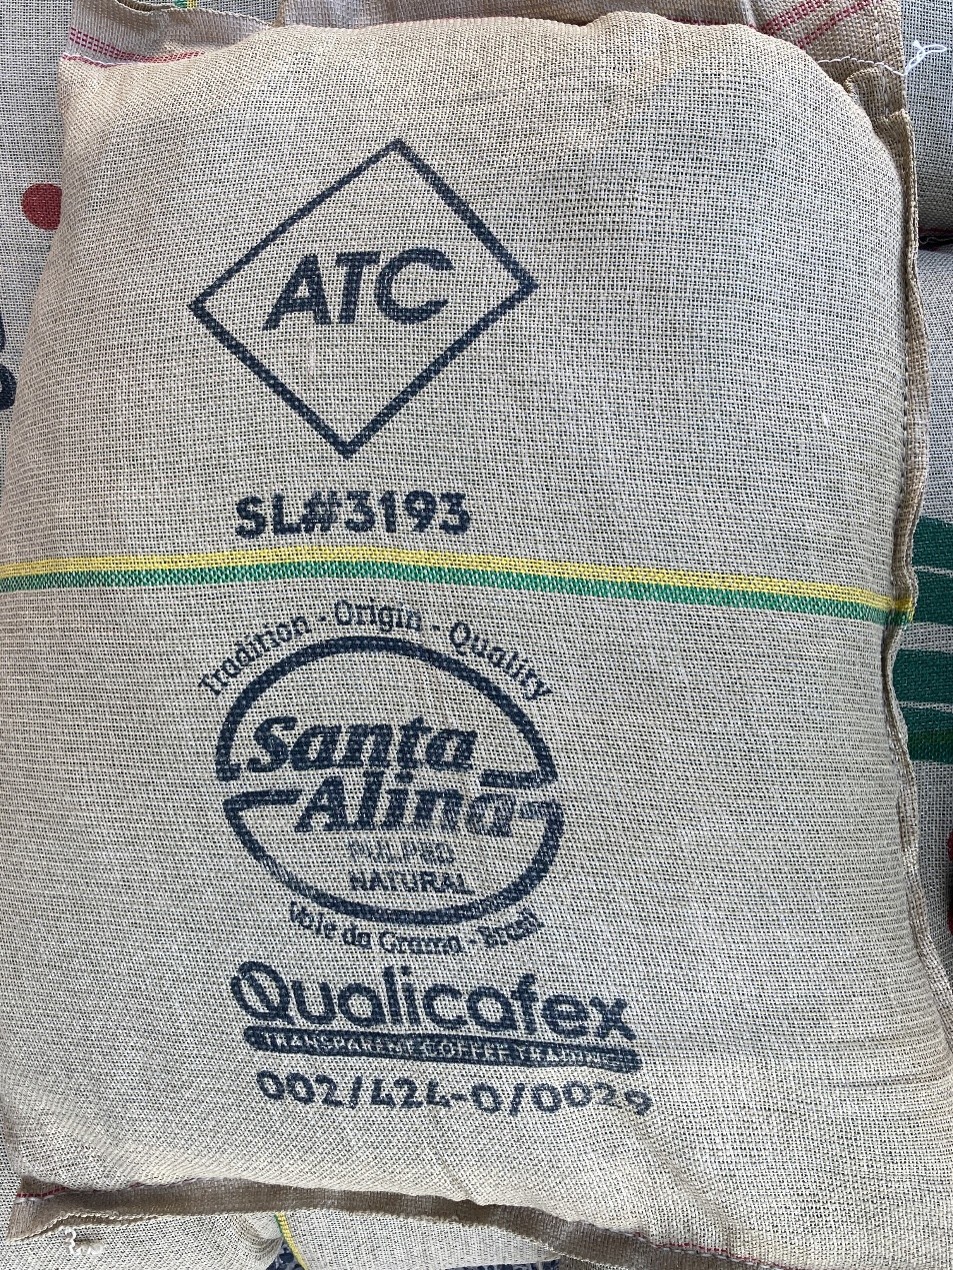 ATC
SL#3193
Tradition - Origin - Quality
Santa
Alina
PULPED
NATURAL
Vale da Grama - Brasil
Qualicafex
TRANSPARENT COFFEE TRADING
002/424-0/0029